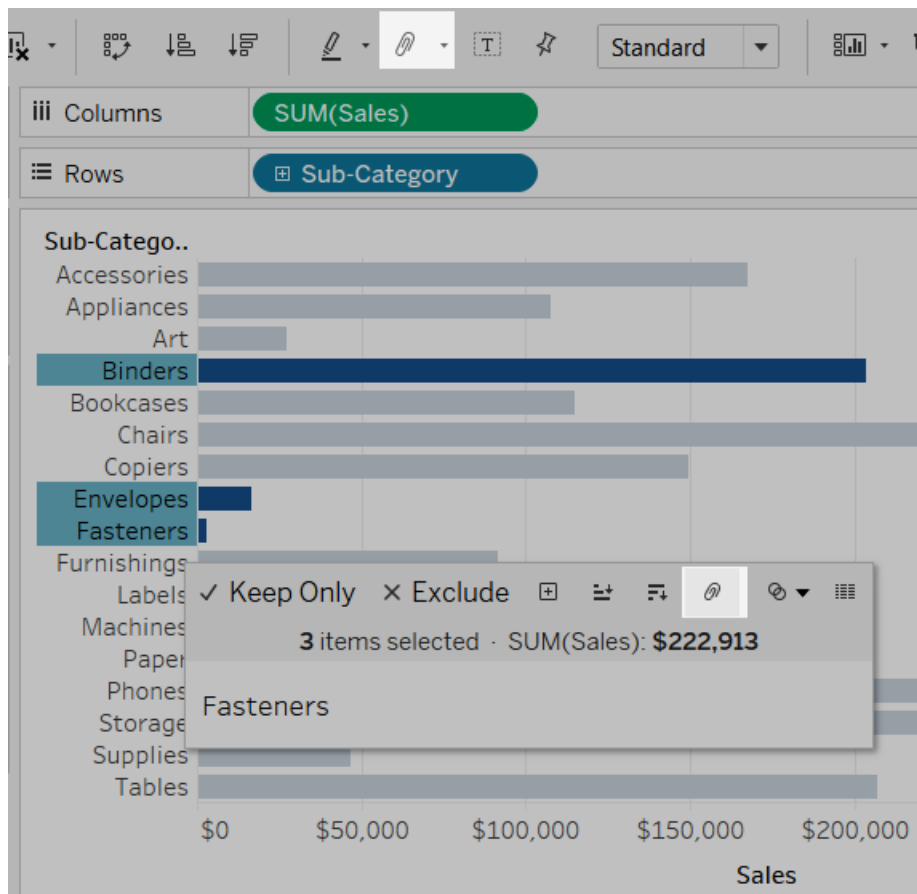 Standard
Columns SUM(Sales)
Rows Sub-Category
Sub-Catego..
Accessories
Appliances
Art
Binders
Bookcases
Chairs
Copiers
Envelopes
Fasteners
Furnishings
Labels
Machines
Paper
Phones
Storage
Supplies
Tables
Keep Only Exclude
3 items selected · SUM(Sales): $222,913
Fasteners
$0 $50,000 $100,000 $150,000 $200,000
Sales